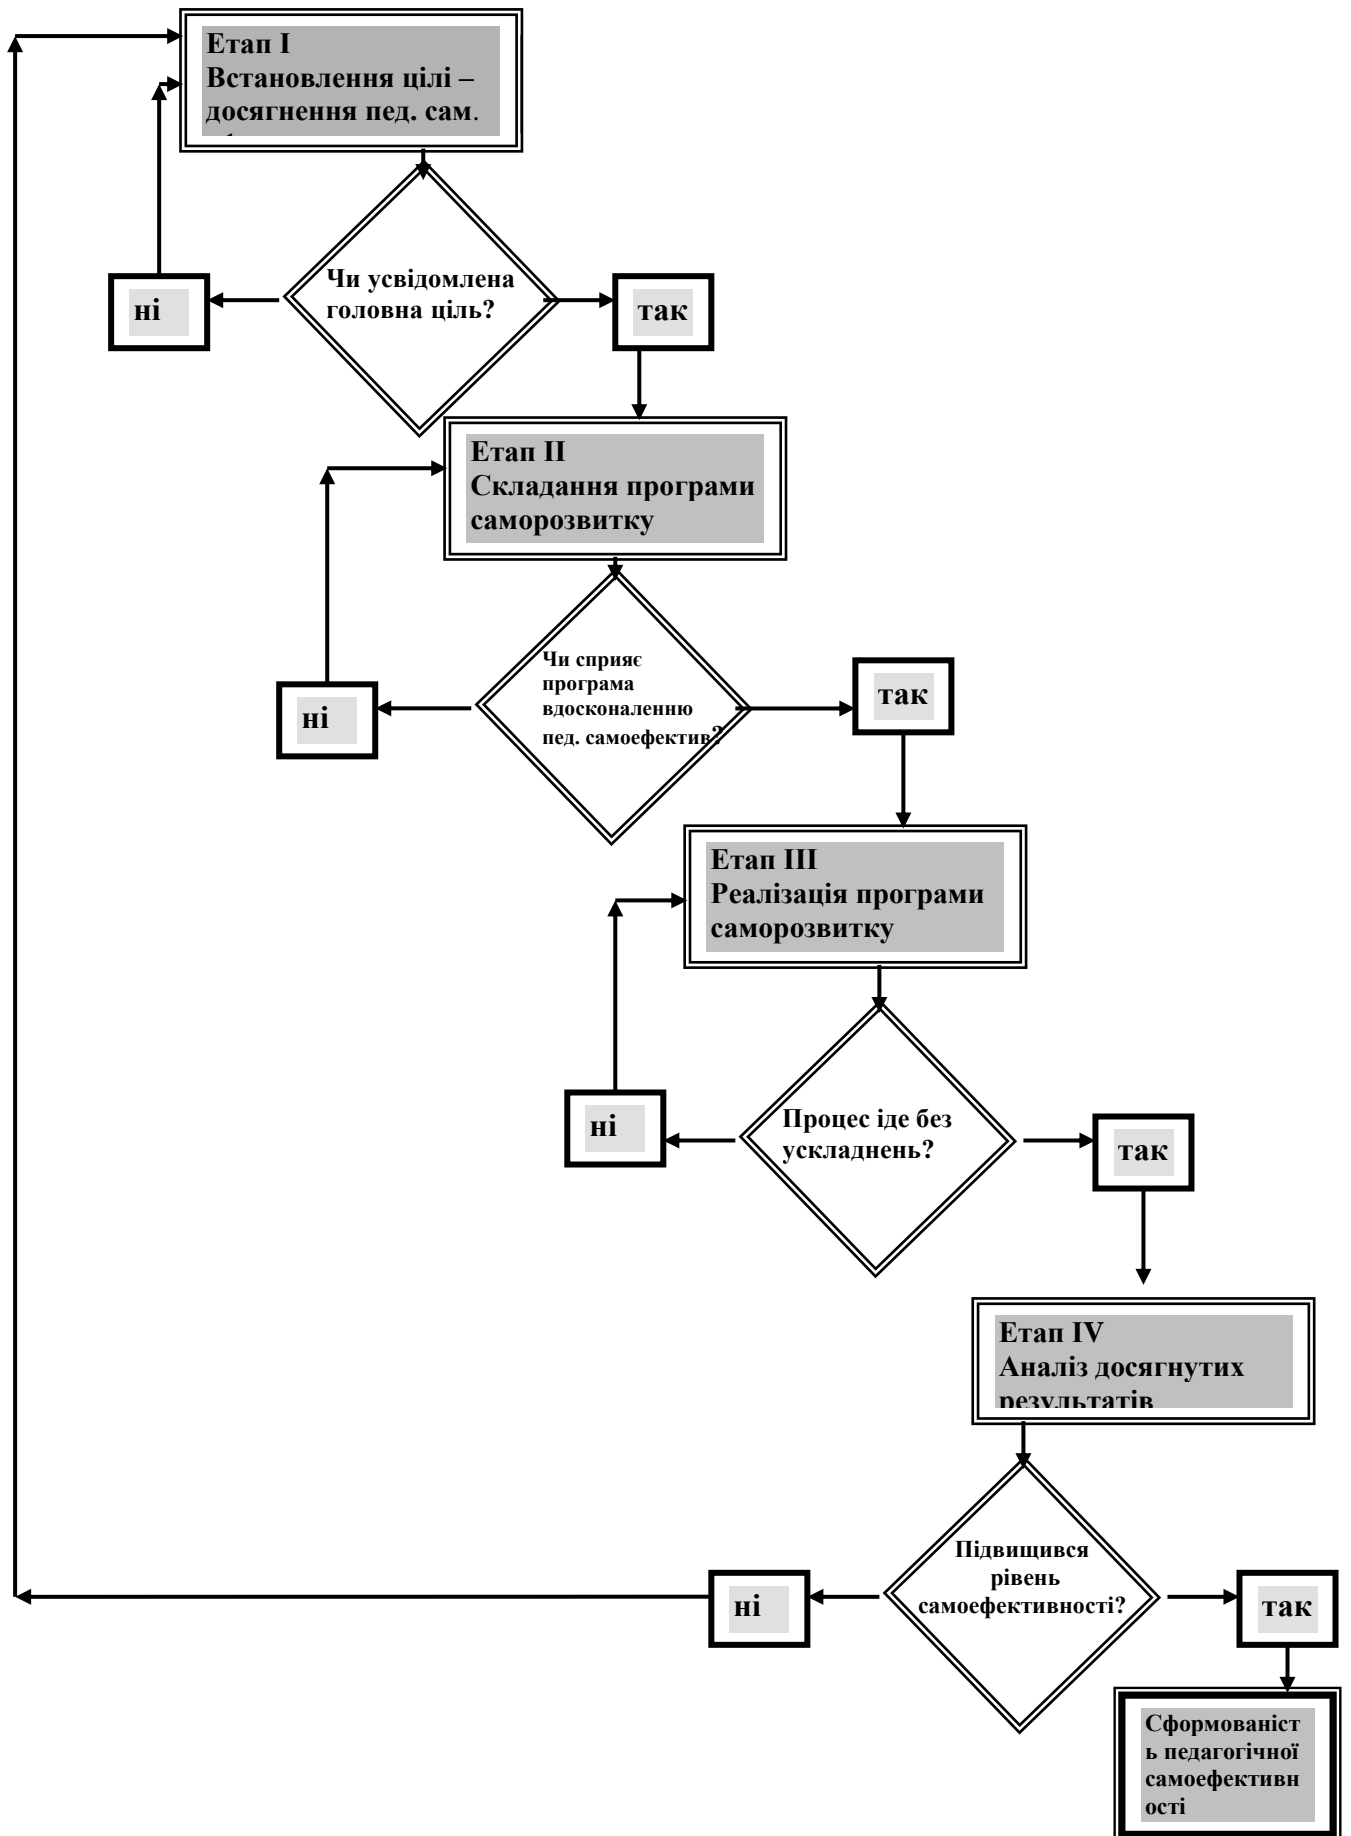 Етап I
Встановлення цілі –
досягнення пед. сам.
Чи усвідомлена
головна ціль?
ні
так
Етап II
Складання програми
саморозвитку
Чи сприяє
програма
вдосконаленню
пед. самоефектив?
ні
так
Етап III
Реалізація програми
саморозвитку
Процес іде без
ускладнень?
ні
так
Етап IV
Аналіз досягнутих
результатів
Підвищився
рівень
самоефективності?
ні
так
Сформованіст
ь педагогічної
самоефективн
ості